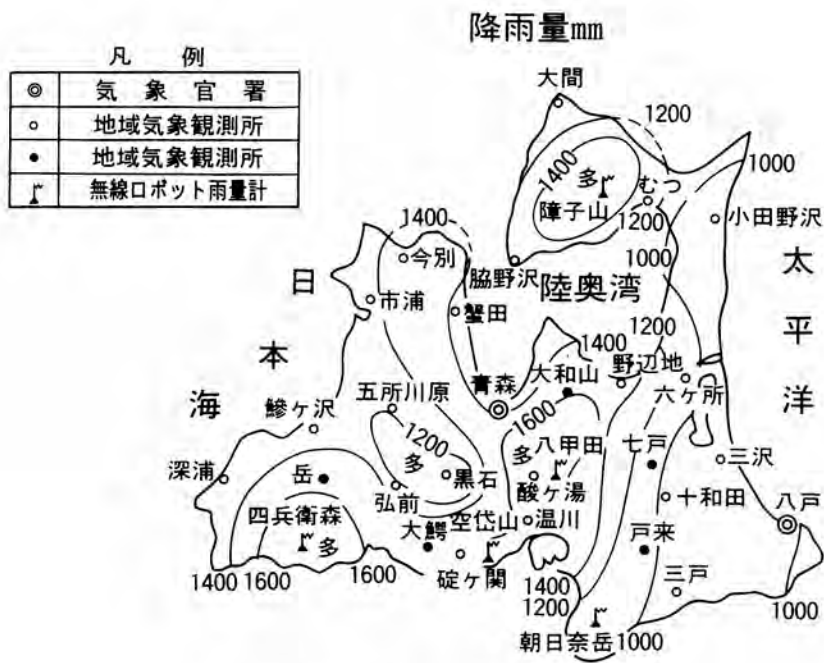 降雨量mm
凡 例
◎ 気象官署
○ 地域気象観測所
● 地域気象観測所
無線ロボット雨量計
大間
1200
1000
1400
多
障子山
むつ
1200
小田野沢
1000
1400
今別
脇野沢
陸奥湾
太平洋
日本海
市浦
蟹田
1200
1400
野辺地
青森
大和山
六ヶ所
五所川原
1600
鰺ヶ沢
1200
多
八甲田
七戸
三沢
深浦
岳
多
黒石
酸ヶ湯
弘前
十和田
八戸
四兵衛森
多
大鰐
空岱山
温川
戸来
碇ヶ関
三戸
1400
1600
1600
1400
1200
朝日奈岳
1000
1000